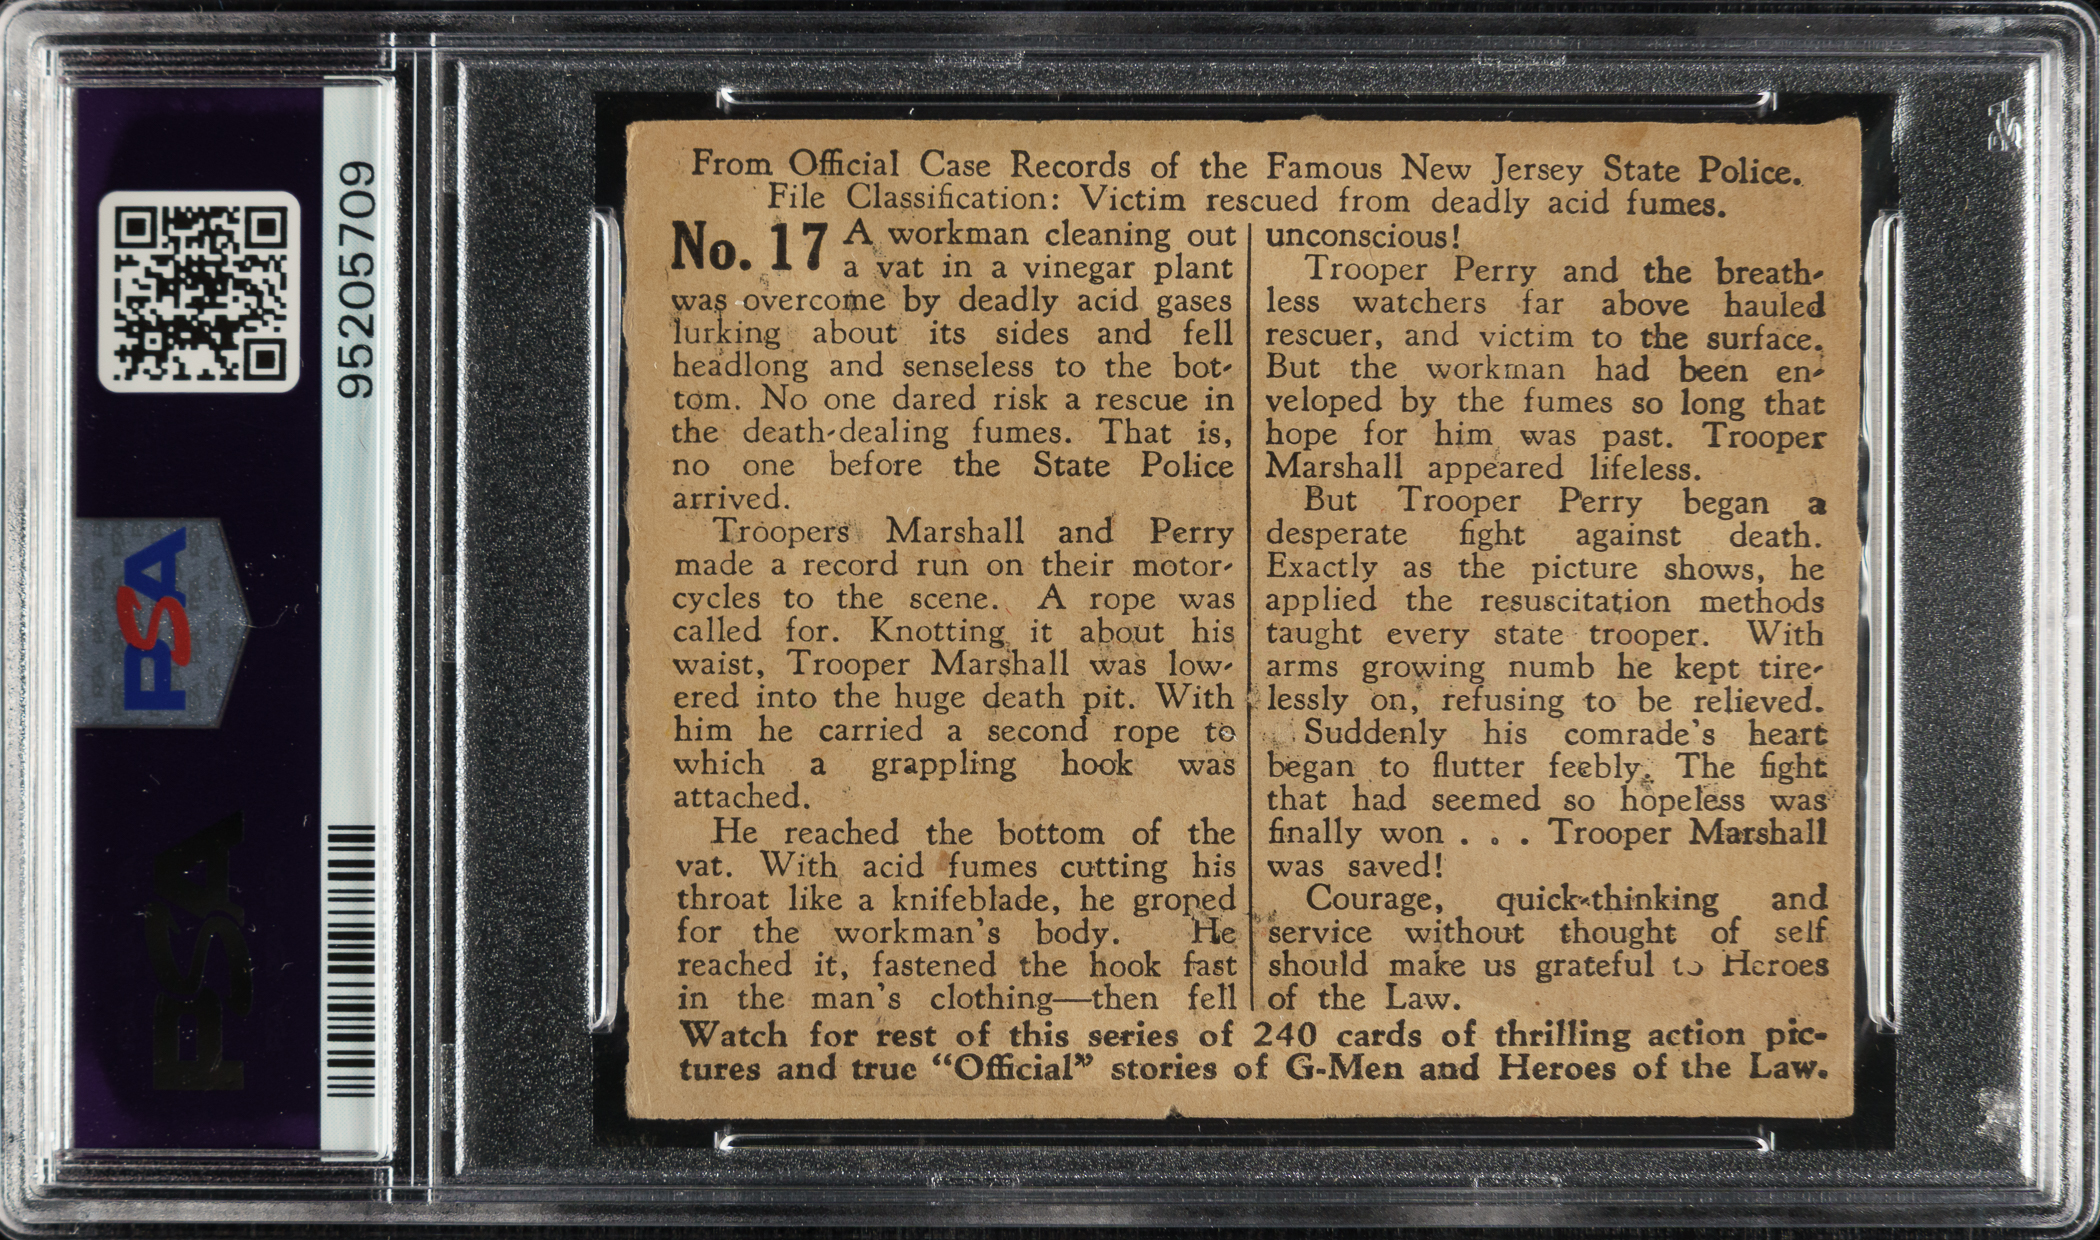 From Official Case Records of the Famous New Jersey State Police.
File Classification: Victim rescued from deadly acid fumes.
No. 17 A workman cleaning out
a vat in a vinegar plant
was overcome by deadly acid gases
lurking about its sides and fell
headlong and senseless to the bot-
tom. No one dared risk a rescue in
the death-dealing fumes. That is,
no one before the State Police
arrived.
Troopers Marshall and Perry
made a record run on their motor-
cycles to the scene. A rope was
called for. Knotting it about his
waist, Trooper Marshall was low-
ered into the huge death pit. With
him he carried a second rope to
which a grappling hook was
attached.
He reached the bottom of the
vat. With acid fumes cutting his
throat like a knifeblade, he groped
for the workman's body. He
reached it, fastened the hook fast
in the man's clothing—then fell
unconscious!
Trooper Perry and the breath-
less watchers far above hauled
rescuer, and victim to the surface.
But the workman had been en-
veloped by the fumes so long that
hope for him was past. Trooper
Marshall appeared lifeless.
But Trooper Perry began a
desperate fight against death.
Exactly as the picture shows, he
applied the resuscitation methods
taught every state trooper. With
arms growing numb he kept tire-
lessly on, refusing to be relieved.
Suddenly his comrade's heart
began to flutter feebly. The fight
that had seemed so hopeless was
finally won . . . Trooper Marshall
was saved!
Courage, quick-thinking and
service without thought of self
should make us grateful to Heroes
of the Law.
Watch for rest of this series of 240 cards of thrilling action pic-
tures and true "Official" stories of G-Men and Heroes of the Law.
95205709
PSA
PSA